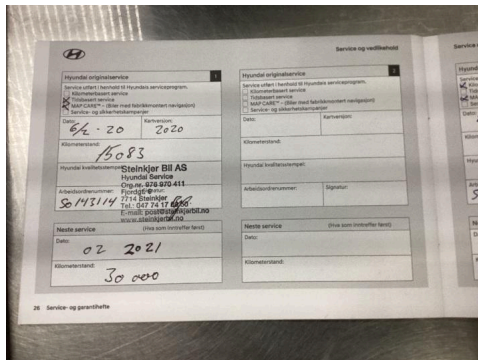 Service og vedlikehold
Hyundai originalservice
1
Service utført i henhold til Hyundais serviceprogram.
Kilometerbasert service
Tidsbasert service
MAP CARE™ - (Biler med fabrikkmontert navigasjon)
Service- og sikkerhetskampanjer
Dato:
Kartversjon:
6/2 - 20
2020
Kilometerstand:
15083
Hyundai kvalitetsstempel:
Steinkjer Bil AS
Hyundai Service
Org.nr. 976 970 411
Arbeidsordrenummer:
7714 Steinkjer
SO143114
Tel.: 047 74 17
E-mail: post@steinkjerbil.no
www.steinkjerbil.no
Neste service
(Hva som inntreffer først)
Dato:
02 2021
Kilometerstand:
30 000
26 Service- og garantihefte
Hyundai originalservice
2
Service utført i henhold til Hyundais serviceprogram.
Kilometerbasert service
Tidsbasert service
MAP CARE™ - (Biler med fabrikkmontert navigasjon)
Service- og sikkerhetskampanjer
Dato:
Kartversjon:
Kilometerstand:
Hyundai kvalitetsstempel:
Arbeidsordrenummer:
Signatur:
Neste service
(Hva som inntreffer først)
Dato:
Kilometerstand: